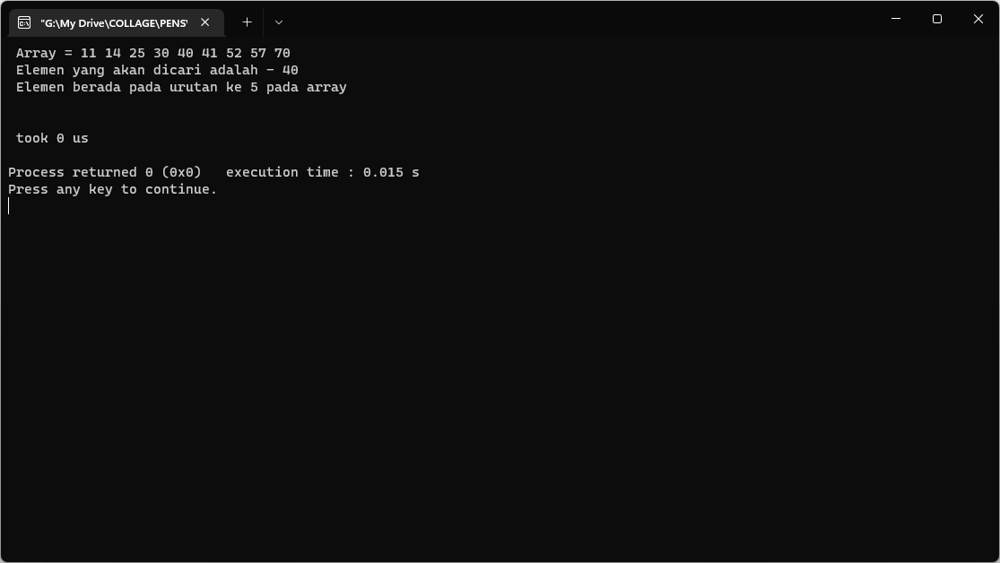 "G:\My Drive\COLLAGE\PENS\
Array = 11 14 25 30 40 41 52 57 70
Elemen yang akan dicari adalah - 40
Elemen berada pada urutan ke 5 pada array
took 0 us
Process returned 0 (0x0)   execution time : 0.015 s
Press any key to continue.